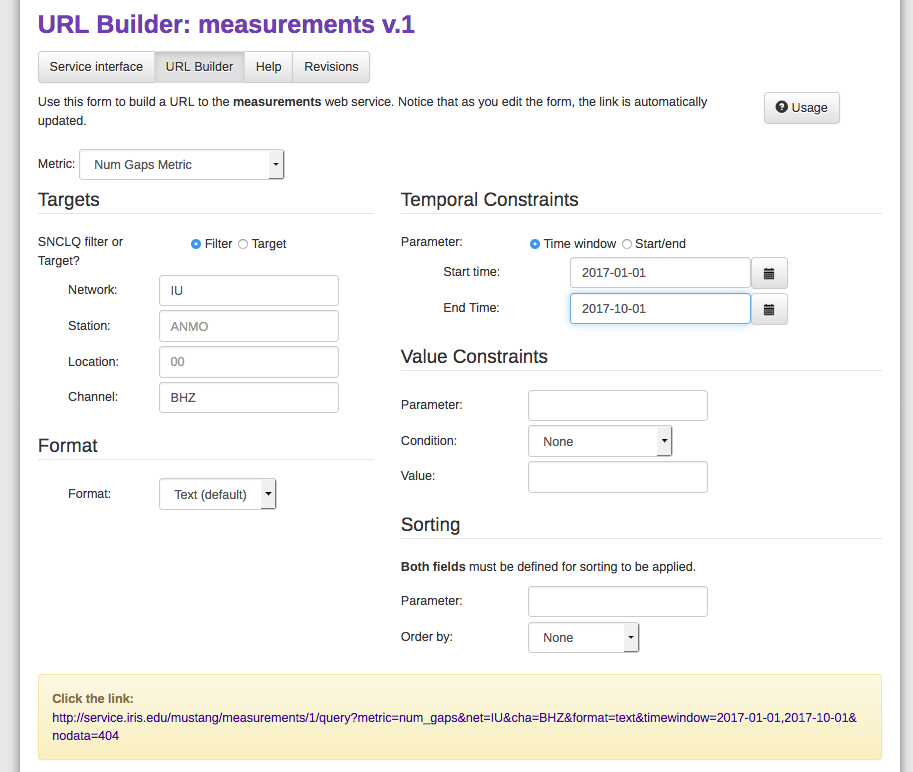 URL Builder: measurements v.1
Service interface
URL Builder
Help
Revisions
Use this form to build a URL to the measurements web service. Notice that as you edit the form, the link is automatically
updated.
Usage
Metric: Num Gaps Metric
Targets
SNCLQ filter or
Target?
Filter
Target
Network: IU
Station: ANMO
Location: 00
Channel: BHZ
Format
Format: Text (default)
Temporal Constraints
Parameter: Time window Start/end
Start time: 2017-01-01
End Time: 2017-10-01
Value Constraints
Parameter:
Condition: None
Value:
Sorting
Both fields must be defined for sorting to be applied.
Parameter:
Order by: None
Click the link:
http://service.iris.edu/mustang/measurements/1/query?metric=num_gaps&net=IU&cha=BHZ&format=text&timewindow=2017-01-01,2017-10-01&
nodata=404